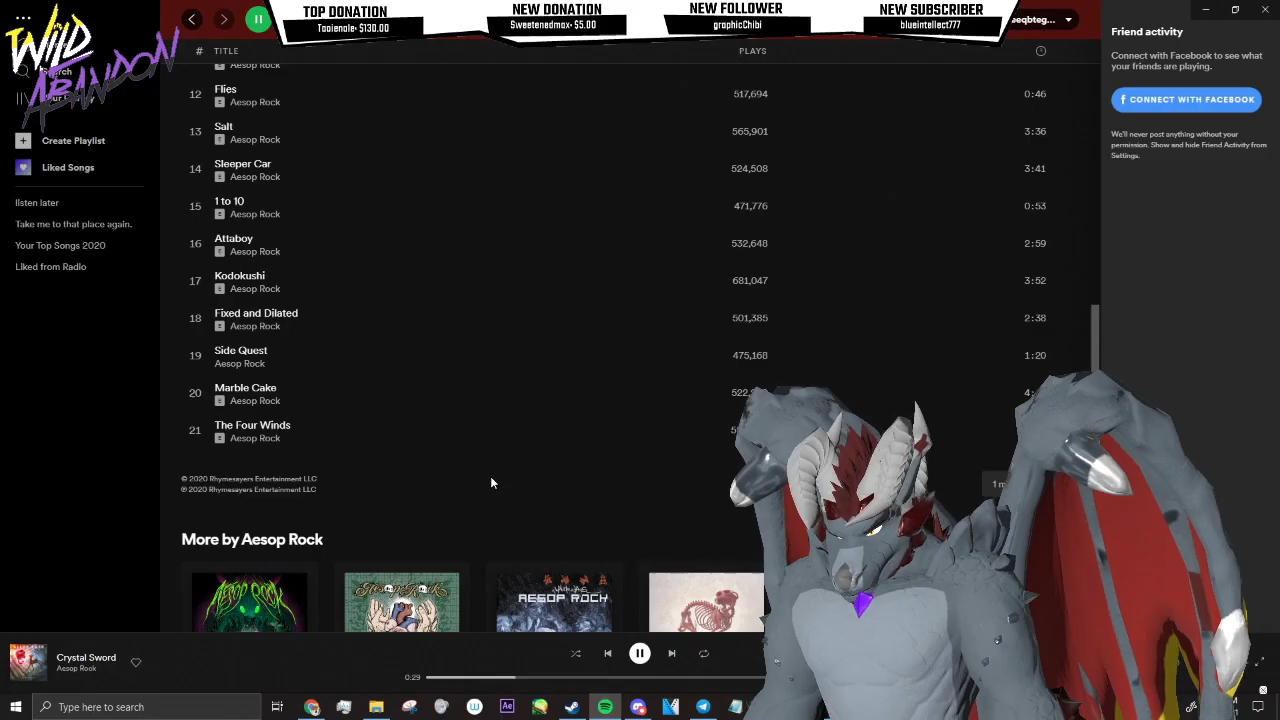 TOP DONATION
Taoienole• $130.00
NEW DONATION
Sweetenedmax• $5.00
NEW FOLLOWER
graphicChibi
NEW SUBSCRIBER
blueintellect777
WILD
ABANDON
Search
Create Playlist
Liked Songs
listen later
Take me to that place again.
Your Top Songs 2020
Liked from Radio
# TITLE PLAYS
Aesop Rock
12 Flies 517,694 0:46
E Aesop Rock
13 Salt 565,901 3:36
E Aesop Rock
14 Sleeper Car 524,508 3:41
E Aesop Rock
15 1 to 10 471,776 0:53
E Aesop Rock
16 Attaboy 532,648 2:59
E Aesop Rock
17 Kodokushi 681,047 3:52
E Aesop Rock
18 Fixed and Dilated 501,385 2:38
E Aesop Rock
19 Side Quest 475,168 1:20
Aesop Rock
20 Marble Cake
E Aesop Rock
21 The Four Winds
E Aesop Rock
© 2020 Rhymesayers Entertainment LLC
℗ 2020 Rhymesayers Entertainment LLC
More by Aesop Rock
AESOP ROCK
AESOP ROCK
Friend activity
Connect with Facebook to see what
your friends are playing.
f CONNECT WITH FACEBOOK
We'll never post anything without your
permission. Show and hide Friend Activity from
Settings.
Crystal Sword
Aesop Rock
0:29
Type here to search